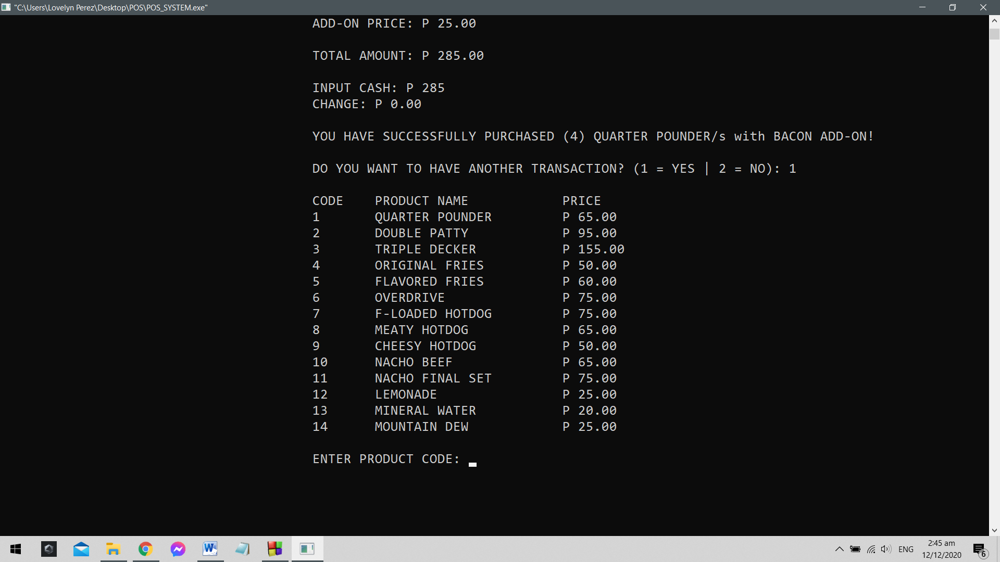 "C:\Users\Lovelyn Perez\Desktop\POS\POS_SYSTEM.exe"
ADD-ON PRICE: P 25.00
TOTAL AMOUNT: P 285.00
INPUT CASH: P 285
CHANGE: P 0.00
YOU HAVE SUCCESSFULLY PURCHASED (4) QUARTER POUNDER/s with BACON ADD-ON!
DO YOU WANT TO HAVE ANOTHER TRANSACTION? (1 = YES | 2 = NO): 1
CODE PRODUCT NAME PRICE
1 QUARTER POUNDER P 65.00
2 DOUBLE PATTY P 95.00
3 TRIPLE DECKER P 155.00
4 ORIGINAL FRIES P 50.00
5 FLAVORED FRIES P 60.00
6 OVERDRIVE P 75.00
7 F-LOADED HOTDOG P 75.00
8 MEATY HOTDOG P 65.00
9 CHEESY HOTDOG P 50.00
10 NACHO BEEF P 65.00
11 NACHO FINAL SET P 75.00
12 LEMONADE P 25.00
13 MINERAL WATER P 20.00
14 MOUNTAIN DEW P 25.00
ENTER PRODUCT CODE:
W
ENG
2:45 am
12/12/2020
6